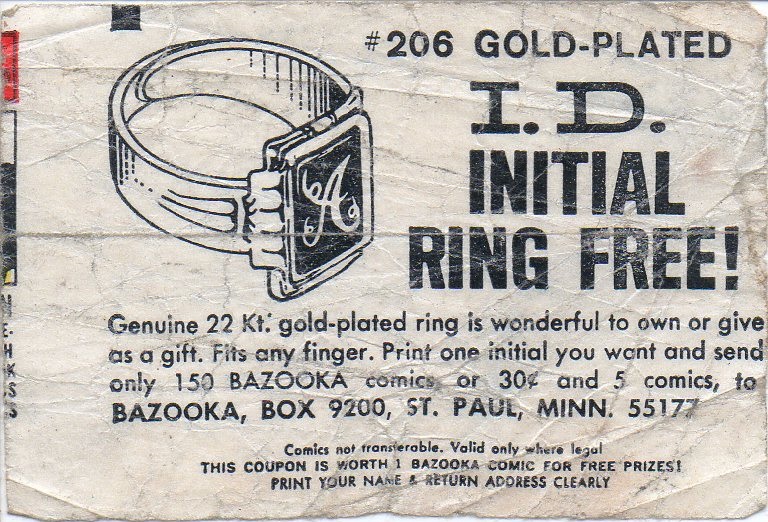 #206 GOLD-PLATED
I.D.
INITIAL
RING FREE!
A
Genuine 22 Kt. gold-plated ring is wonderful to own or give
as a gift. Fits any finger. Print one initial you want and send
only 150 BAZOOKA comics, or 30¢ and 5 comics, to
BAZOOKA, BOX 9200, ST. PAUL, MINN. 55177
Comics not transferable. Valid only where legal
THIS COUPON IS WORTH 1 BAZOOKA COMIC FOR FREE PRIZES!
PRINT YOUR NAME & RETURN ADDRESS CLEARLY